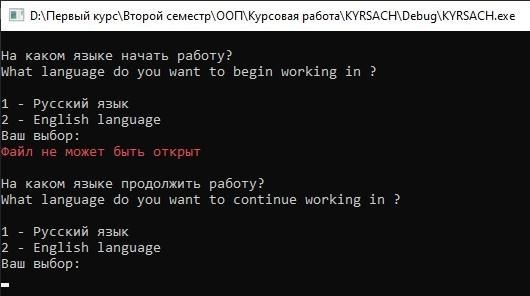 D:\Первый курс\Второй семестр\ООП\Курсовая работа\KYRSACH\Debug\KYRSACH.exe
На каком языке начать работу?
What language do you want to begin working in ?
1 - Русский язык
2 - English language
Ваш выбор:
Файл не может быть открыт
На каком языке продолжить работу?
What language do you want to continue working in ?
1 - Русский язык
2 - English language
Ваш выбор: